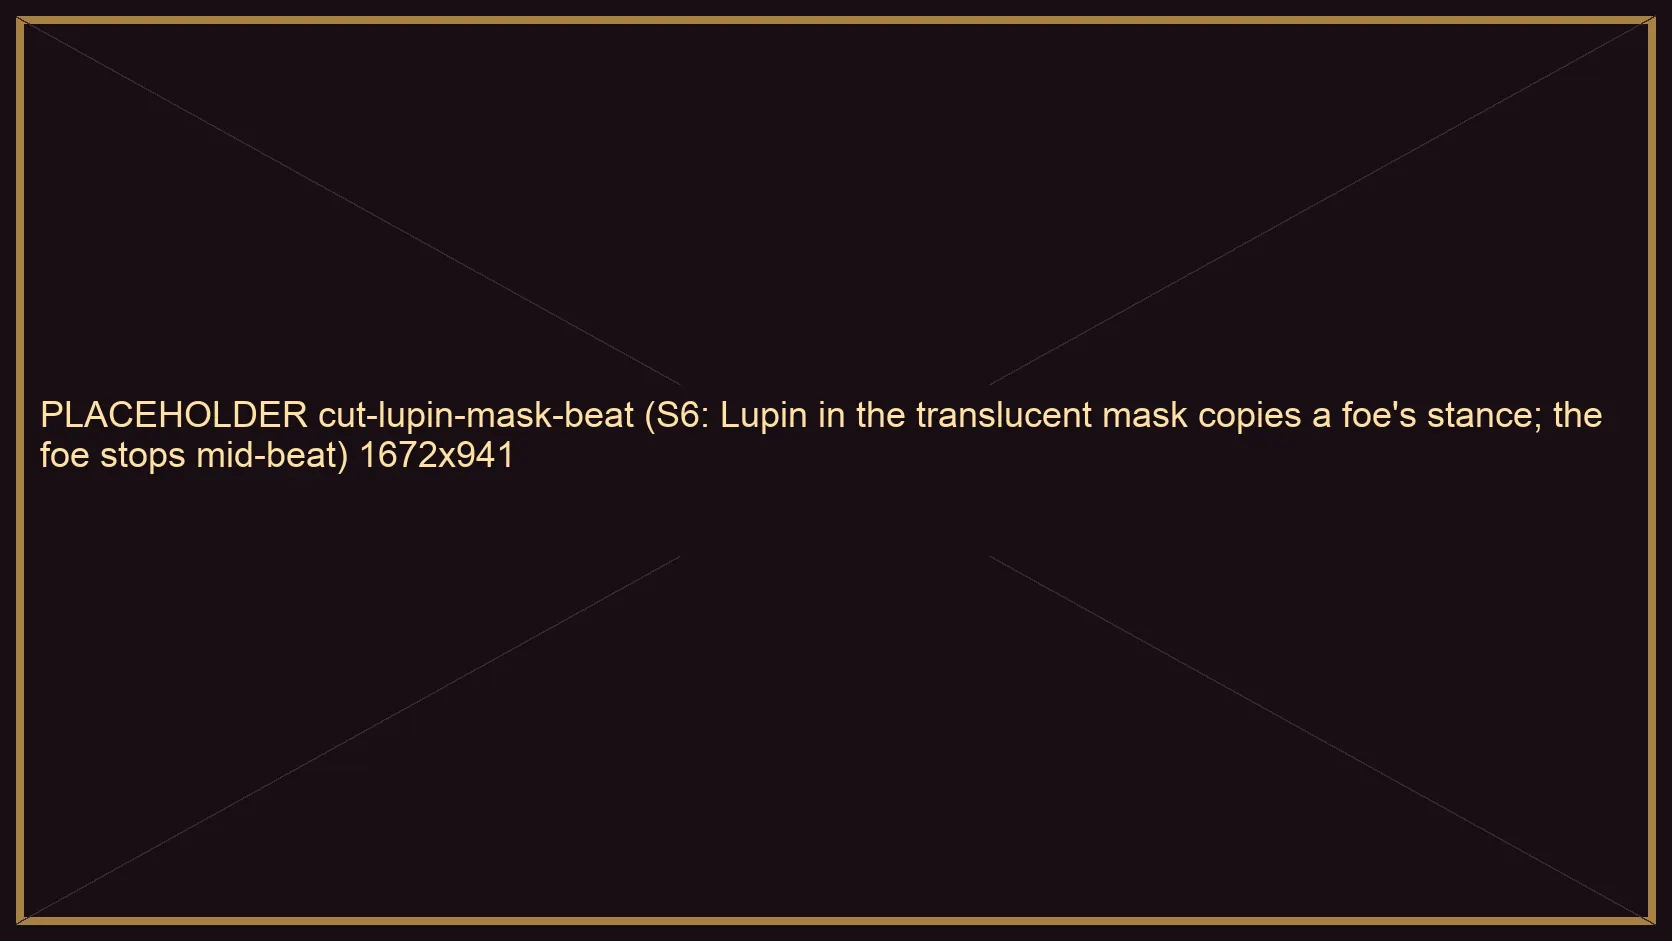 PLACEHOLDER cut-lupin-mask-beat (S6: Lupin in the translucent mask copies a foe's stance; the
foe stops mid-beat) 1672x941